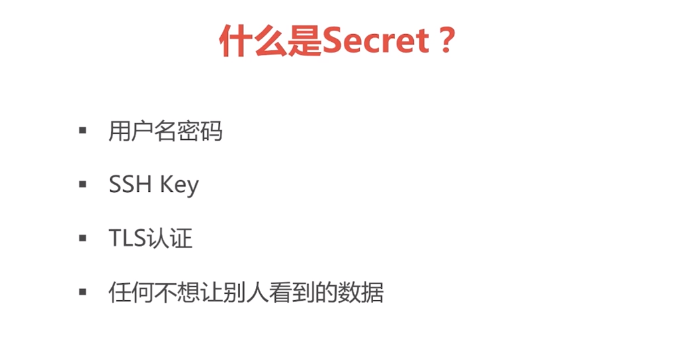 什么是Secret？
▪ 用户名密码
▪ SSH Key
▪ TLS认证
▪ 任何不想让别人看到的数据